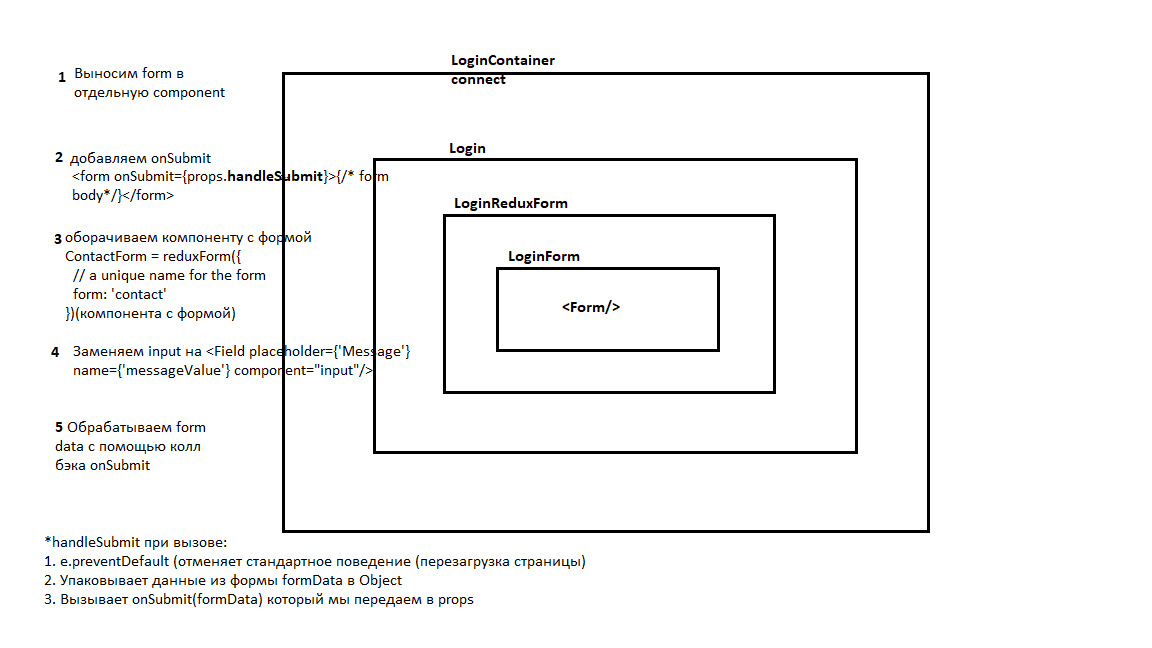 1 Выносим form в
отдельную component
2 добавляем onSubmit
<form onSubmit={props.handleSubmit}>{/* form
body*/}</form>
3 оборачиваем компоненту с формой
ContactForm = reduxForm({
// a unique name for the form
form: 'contact'
})(компонента с формой)
4 Заменяем input на <Field placeholder={'Message'}
name={'messageValue'} component="input"/>
5 Обрабатываем form
data с помощью колл
бэка onSubmit
LoginContainer
connect
Login
LoginReduxForm
LoginForm
<Form/>
*handleSubmit при вызове:
1. e.preventDefault (отменяет стандартное поведение (перезагрузка страницы)
2. Упаковывает данные из формы formData в Object
3. Вызывает onSubmit(formData) который мы передаем в props